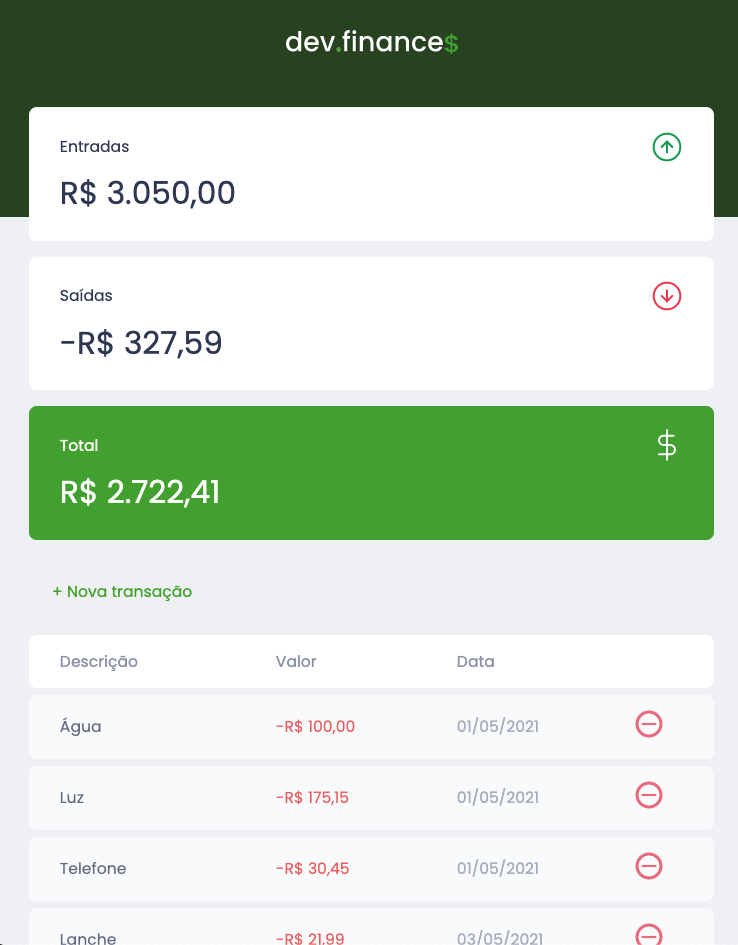 dev.finance$
Entradas
R$ 3.050,00
Saídas
-R$ 327,59
Total
$
R$ 2.722,41
+ Nova transação
Descrição Valor Data
Água -R$ 100,00 01/05/2021
Luz -R$ 175,15 01/05/2021
Telefone -R$ 30,45 01/05/2021
Lanche -R$ 21,99 03/05/2021